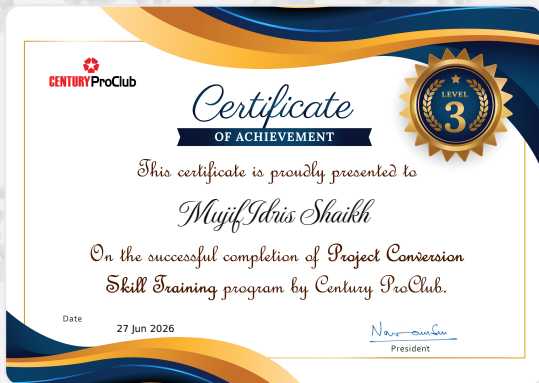 CENTURY ProClub
Certificate
OF ACHIEVEMENT
LEVEL
3
This certificate is proudly presented to
Mujif Idris Shaikh
On the successful completion of Project Conversion
Skill Training program by Century ProClub.
Date
27 Jun 2026
President